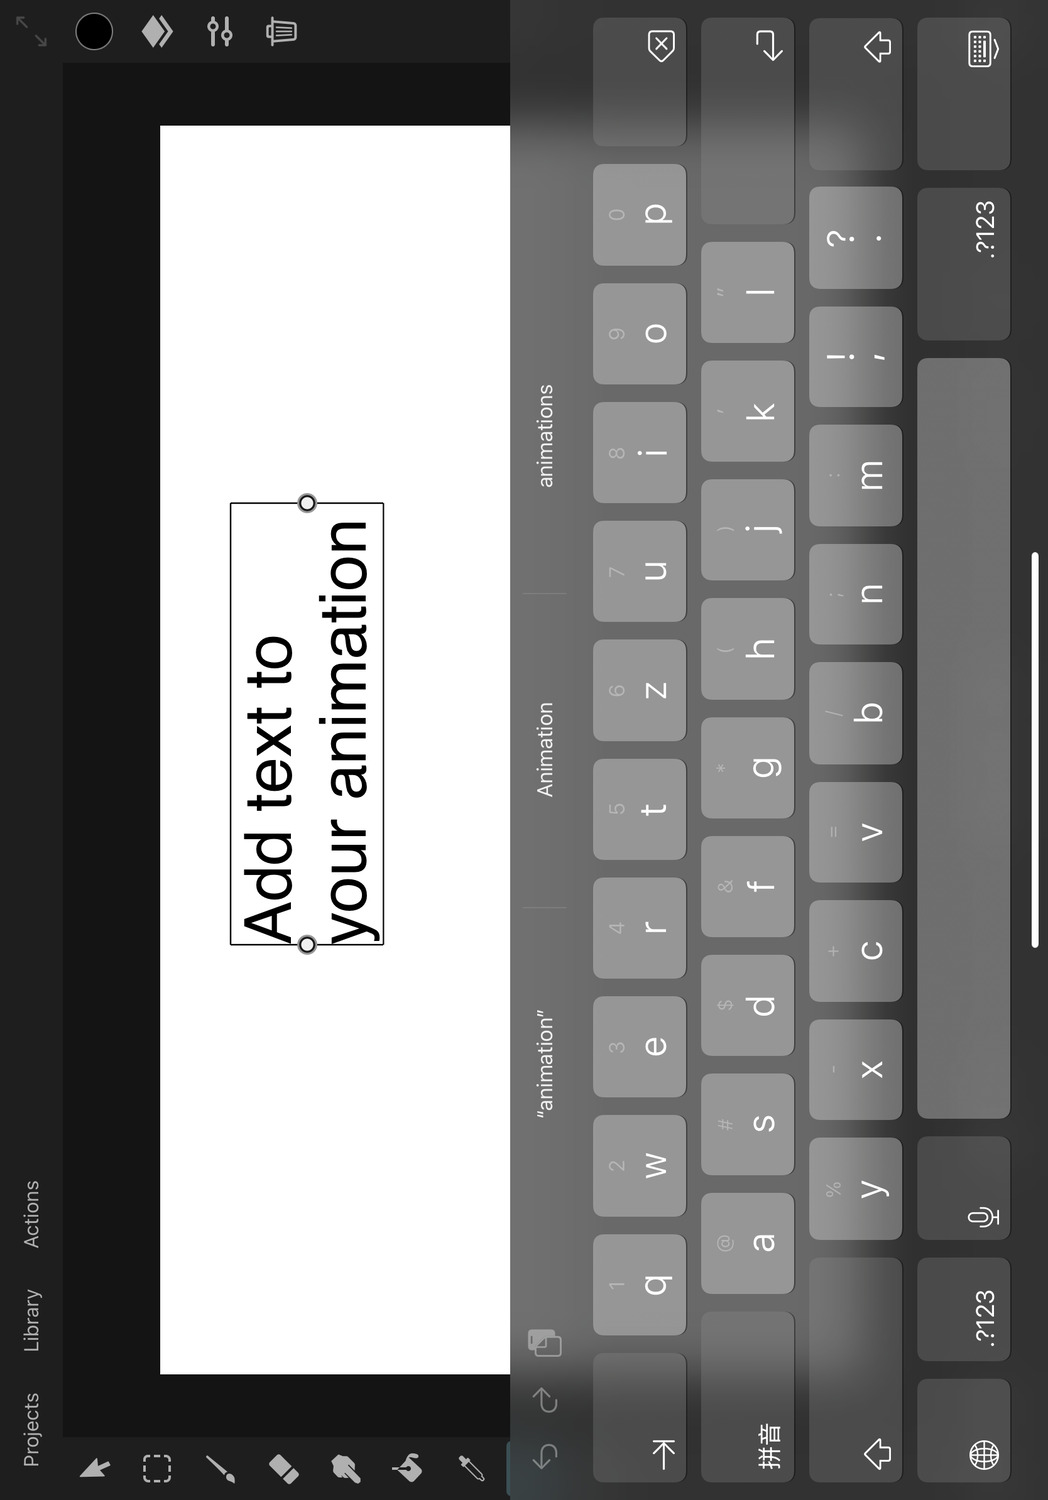 Projects Library Actions
Add text to
your animation
“animation” Animation animations
1 2 3 4 5 6 7 8 9 0
q w e r t z u i o p
@ # $ & * ( ) ' "
拼音 a s d f g h j k l
% - + = / ; : ! ?
y x c v b n m , .
.?123 .?123